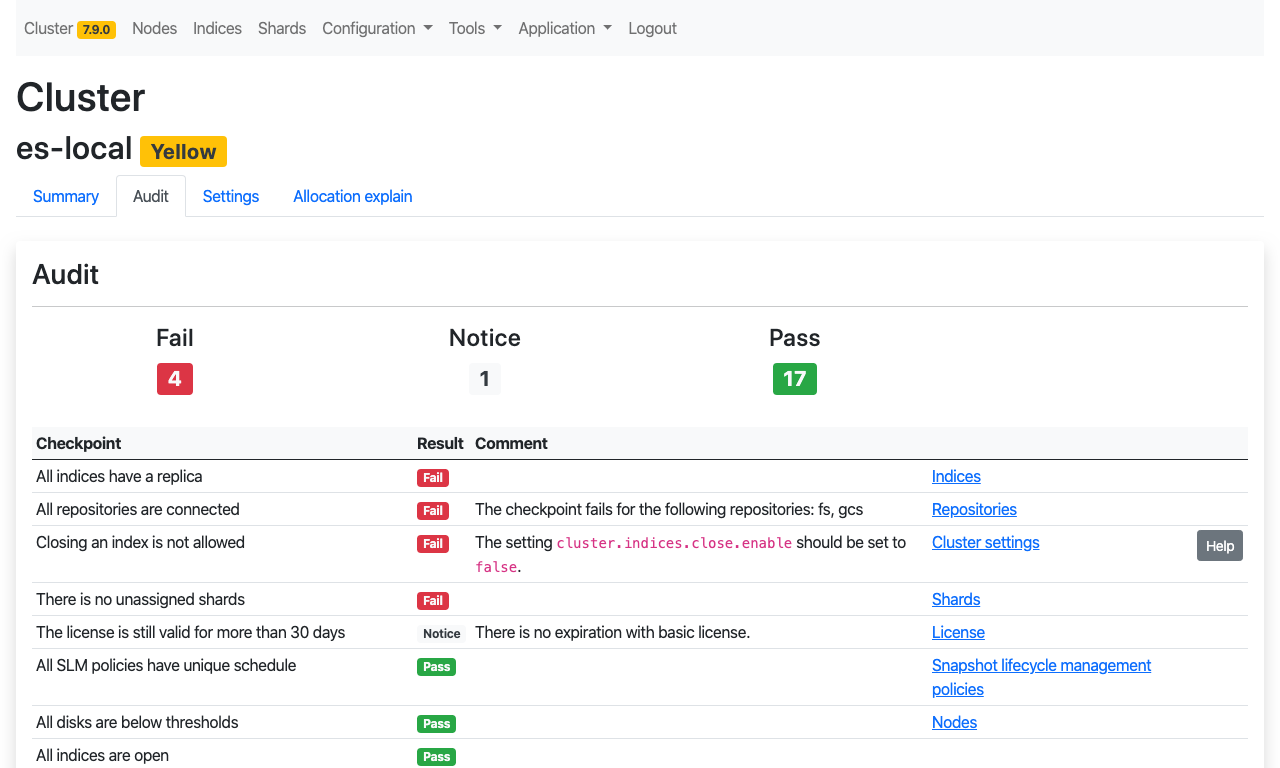 Cluster 7.9.0 Nodes Indices Shards Configuration Tools Application Logout
Cluster
es-local Yellow
Summary Audit Settings Allocation explain
Audit
Fail Notice Pass
4 1 17
Checkpoint Result Comment
All indices have a replica Fail Indices
All repositories are connected Fail The checkpoint fails for the following repositories: fs, gcs Repositories
Closing an index is not allowed Fail The setting cluster.indices.close.enable should be set to Cluster settings Help
false.
There is no unassigned shards Fail Shards
The license is still valid for more than 30 days Notice There is no expiration with basic license. License
All SLM policies have unique schedule Pass Snapshot lifecycle management
policies
All disks are below thresholds Pass Nodes
All indices are open Pass